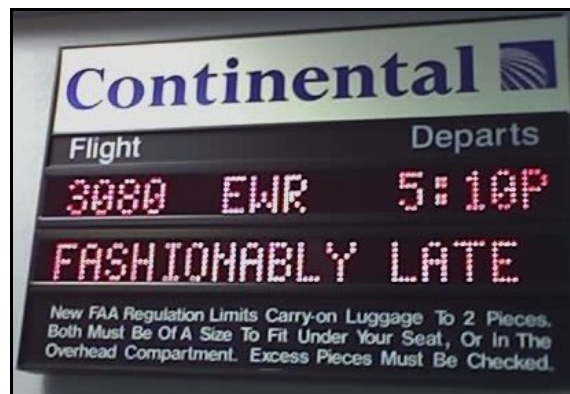 Continental
Flight Departs
3080 EWR 5:10P
FASHIONABLY LATE
New FAA Regulation Limits Carry-on Luggage To 2 Pieces.
Both Must Be Of A Size To Fit Under Your Seat, Or In The
Overhead Compartment. Excess Pieces Must Be Checked.